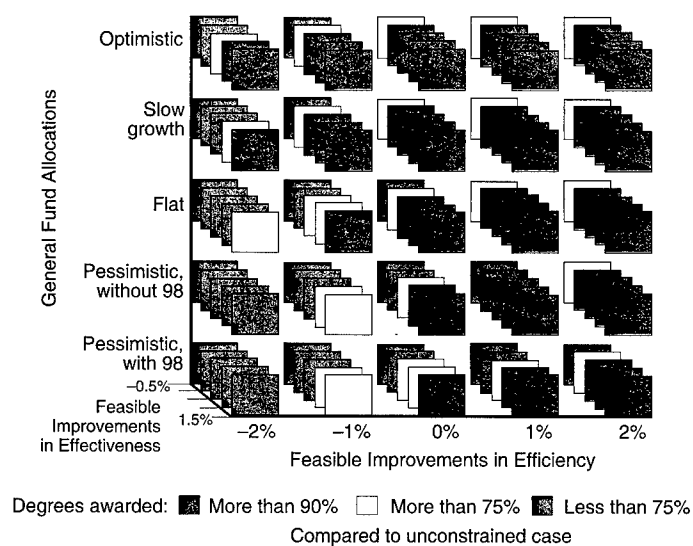 General Fund Allocations
Optimistic
Slow
growth
Flat
Pessimistic,
without 98
Pessimistic,
with 98
–0.5%
Feasible
Improvements
in Effectiveness
1.5%
–2% –1% 0% 1% 2%
Feasible Improvements in Efficiency
Degrees awarded: More than 90% More than 75% Less than 75%
Compared to unconstrained case